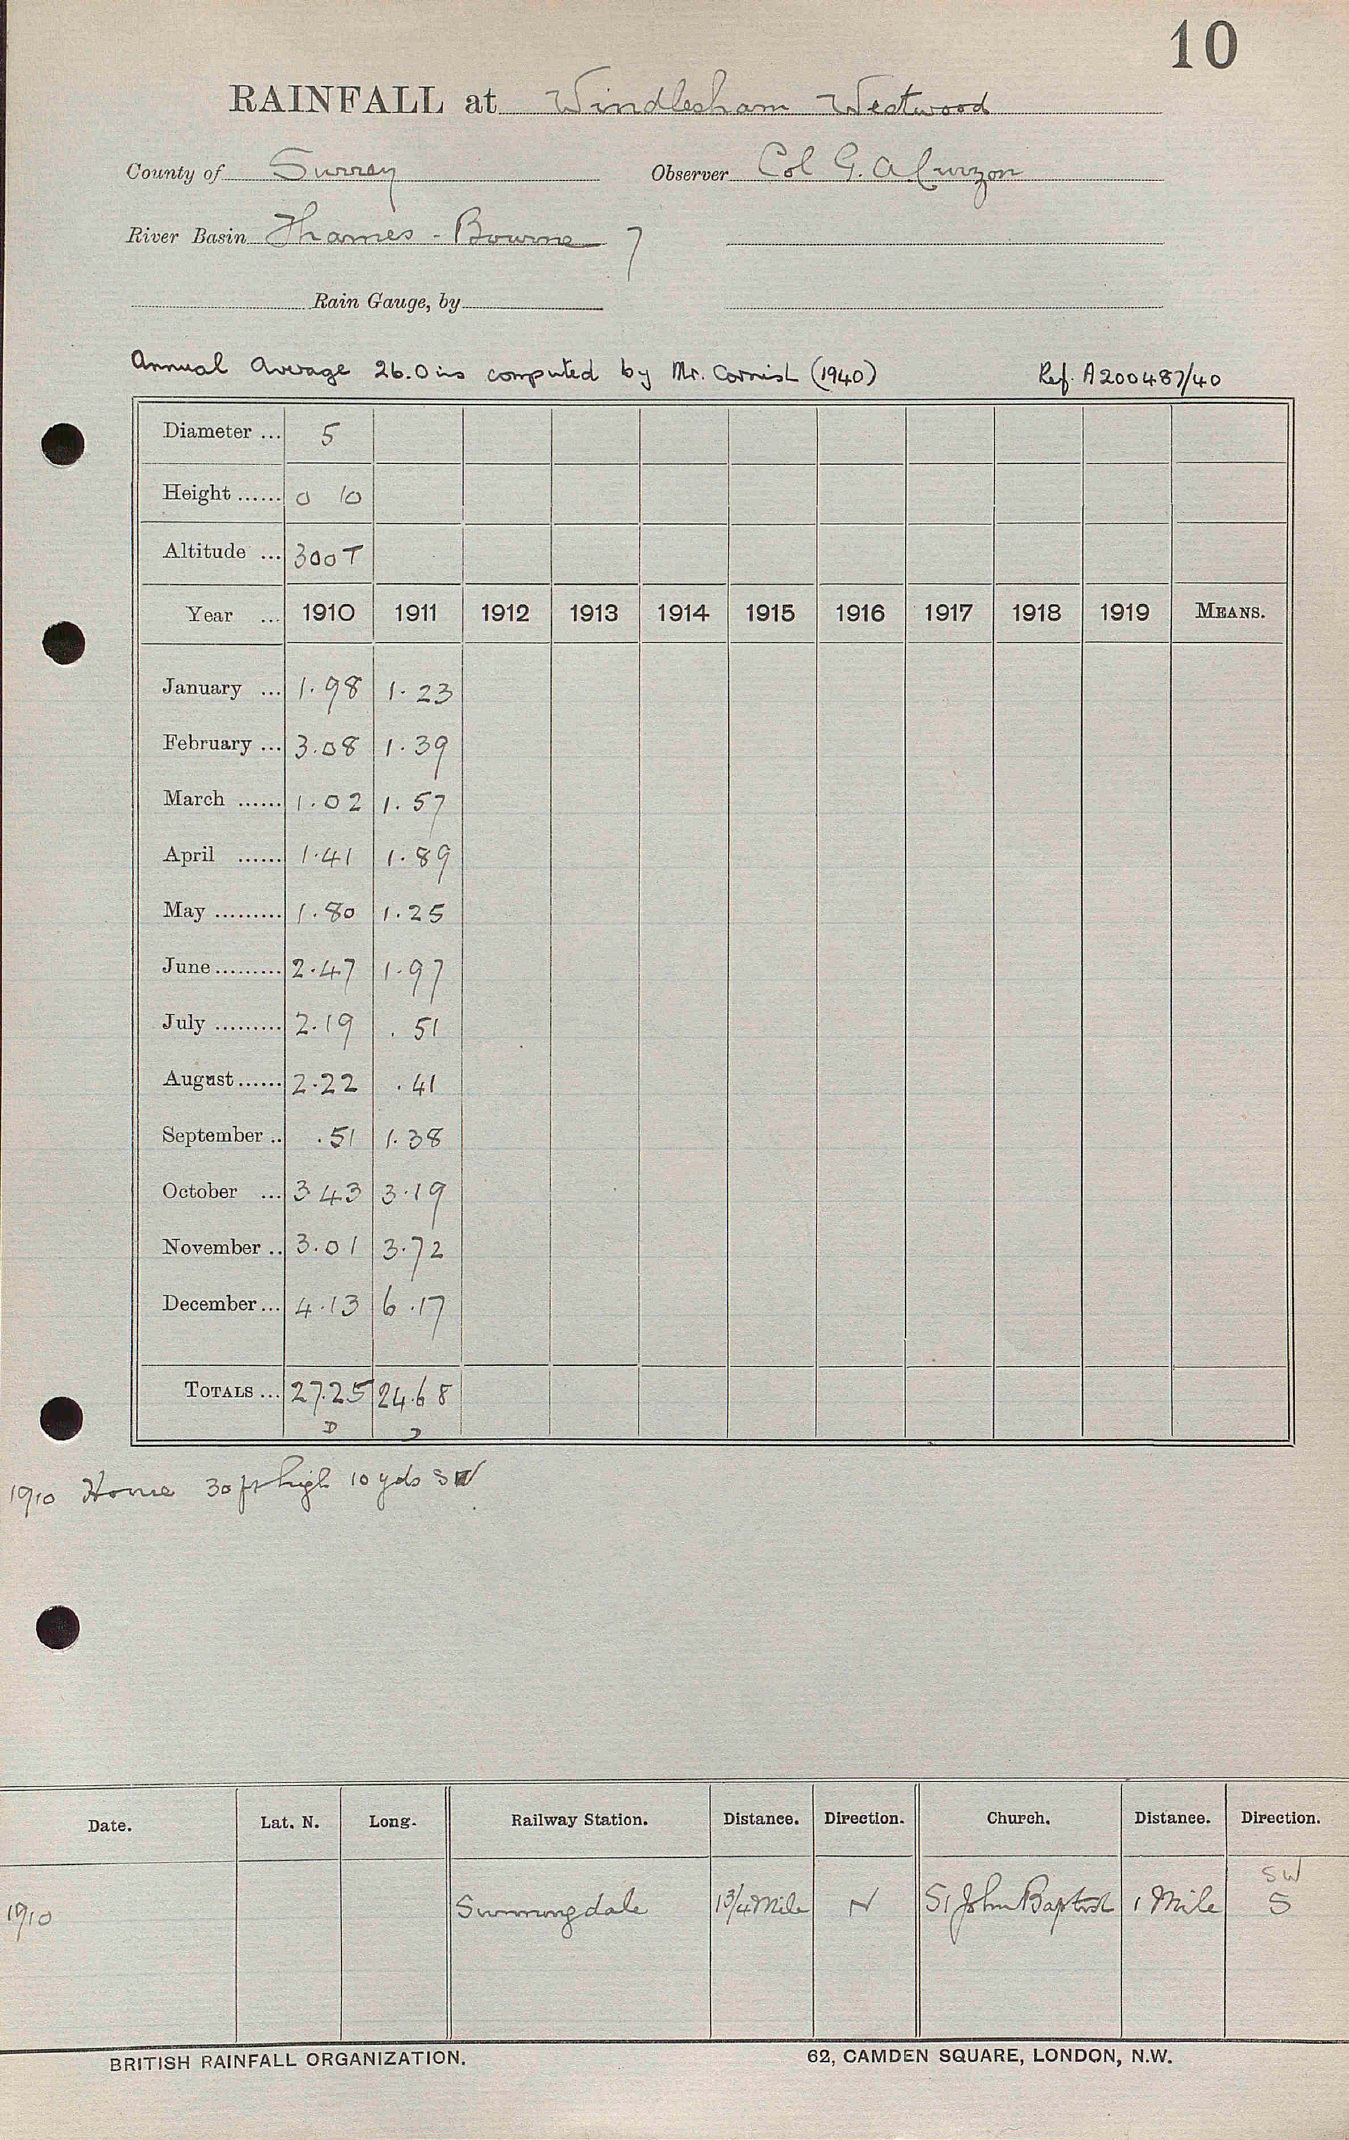 10
RAINFALL at Windlesham Westwood
County of Surrey Observer Col G. A. Curzon
River Basin Thames - Bourne 7
Rain Gauge, by
Annual Average 26.0 ins computed by Mr. Cornish (1940) Ref. A200487/40
Diameter ... 5
Height ...... 0 10
Altitude ... 300 T
Year ... 1910 1911 1912 1913 1914 1915 1916 1917 1918 1919 MEANS.
January ... 1.98 1.23
February ... 3.08 1.39
March ...... 1.02 1.57
April ...... 1.41 1.89
May ......... 1.80 1.25
June ......... 2.47 1.97
July ......... 2.19 .51
August ...... 2.22 .41
September .. .51 1.38
October ... 3 43 3.19
November .. 3.01 3.72
December ... 4.13 6.17
TOTALS ... 27.25 24.68
D D
1910 House 30 ft high 10 yds SW
Date. Lat. N. Long. Railway Station. Distance. Direction. Church. Distance. Direction.
SW
1910 Sunningdale 1 3/4 Mile N St John Baptist 1 Mile S
BRITISH RAINFALL ORGANIZATION. 62, CAMDEN SQUARE, LONDON, N.W.